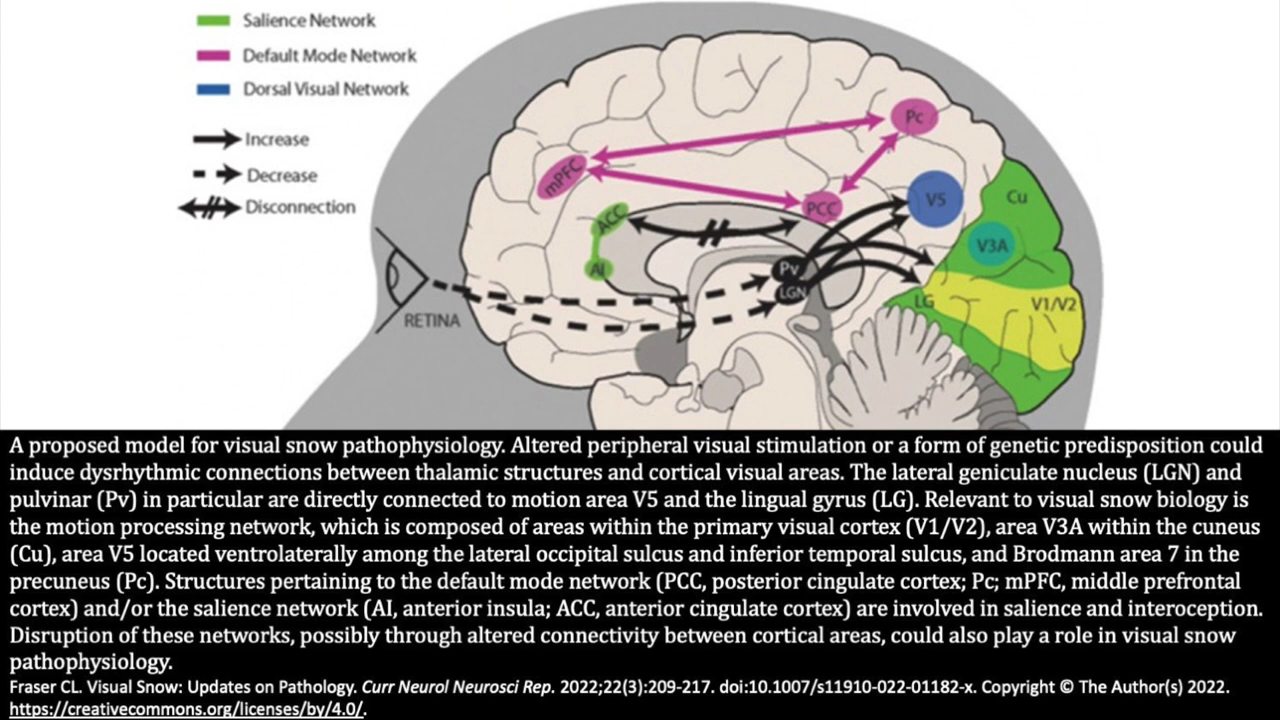 Salience Network
Default Mode Network
Dorsal Visual Network
Increase
Decrease
Disconnection
Pc
mPFC
PCC
V5
Cu
ACC
V3A
AI
Pv
LGN
LG
V1/V2
RETINA
A proposed model for visual snow pathophysiology. Altered peripheral visual stimulation or a form of genetic predisposition could
induce dysrhythmic connections between thalamic structures and cortical visual areas. The lateral geniculate nucleus (LGN) and
pulvinar (Pv) in particular are directly connected to motion area V5 and the lingual gyrus (LG). Relevant to visual snow biology is
the motion processing network, which is composed of areas within the primary visual cortex (V1/V2), area V3A within the cuneus
(Cu), area V5 located ventrolaterally among the lateral occipital sulcus and inferior temporal sulcus, and Brodmann area 7 in the
precuneus (Pc). Structures pertaining to the default mode network (PCC, posterior cingulate cortex; Pc; mPFC, middle prefrontal
cortex) and/or the salience network (AI, anterior insula; ACC, anterior cingulate cortex) are involved in salience and interoception.
Disruption of these networks, possibly through altered connectivity between cortical areas, could also play a role in visual snow
pathophysiology.
Fraser CL. Visual Snow: Updates on Pathology. Curr Neurol Neurosci Rep. 2022;22(3):209-217. doi:10.1007/s11910-022-01182-x. Copyright © The Author(s) 2022.
https://creativecommons.org/licenses/by/4.0/.